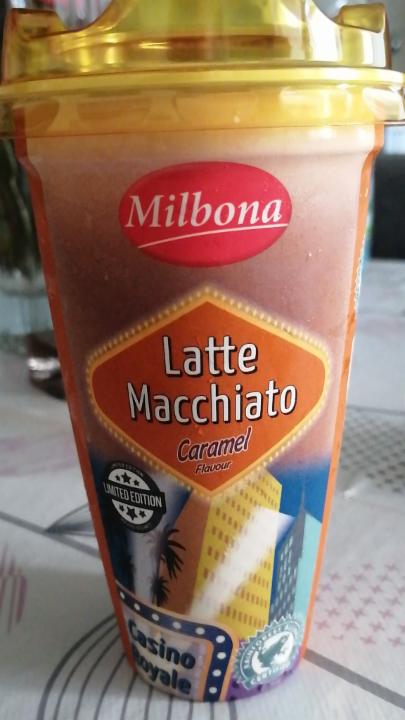 Milbona
Latte
Macchiato
Caramel
Flavour
LIMITED EDITION
Casino
Royale